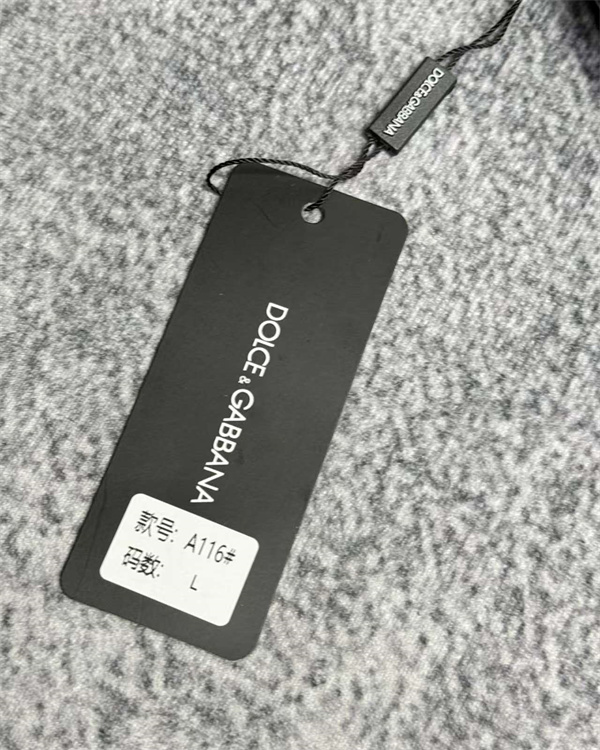 DOLCE&GABBANA
DOLCE & GABBANA
款号: A116#
码数: L